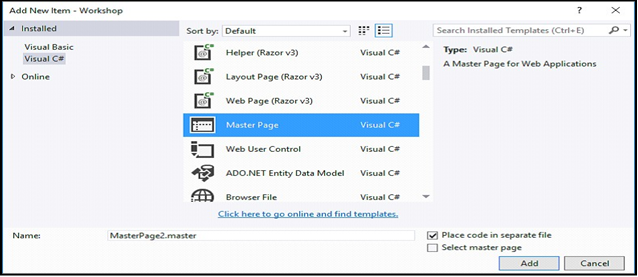 Add New Item - Workshop ? ×
Installed
Sort by: Default
Search Installed Templates (Ctrl+E)
Visual Basic
Visual C#
Online
Helper (Razor v3) Visual C#
Layout Page (Razor v3) Visual C#
Web Page (Razor v3) Visual C#
Master Page Visual C#
Web User Control Visual C#
ADO.NET Entity Data Model Visual C#
Browser File Visual C#
Type: Visual C#
A Master Page for Web Applications
Click here to go online and find templates.
Name: MasterPage2.master
Place code in separate file
Select master page
Add Cancel